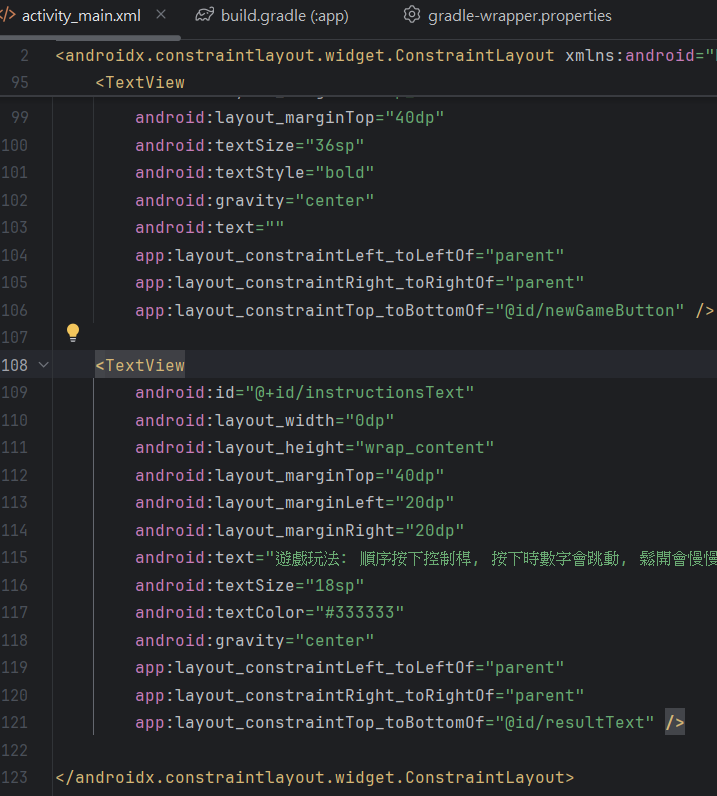 activity_main.xml
build.gradle (:app)
gradle-wrapper.properties
2 <androidx.constraintlayout.widget.ConstraintLayout xmlns:android="
95 <TextView
99 android:layout_marginTop="40dp"
100 android:textSize="36sp"
101 android:textStyle="bold"
102 android:gravity="center"
103 android:text=""
104 app:layout_constraintLeft_toLeftOf="parent"
105 app:layout_constraintRight_toRightOf="parent"
106 app:layout_constraintTop_toBottomOf="@id/newGameButton" />
107
108 <TextView
109 android:id="@+id/instructionsText"
110 android:layout_width="0dp"
111 android:layout_height="wrap_content"
112 android:layout_marginTop="40dp"
113 android:layout_marginLeft="20dp"
114 android:layout_marginRight="20dp"
115 android:text="遊戲玩法: 順序按下控制桿, 按下時數字會跳動, 鬆開會慢慢
116 android:textSize="18sp"
117 android:textColor="#333333"
118 android:gravity="center"
119 app:layout_constraintLeft_toLeftOf="parent"
120 app:layout_constraintRight_toRightOf="parent"
121 app:layout_constraintTop_toBottomOf="@id/resultText" />
122
123 </androidx.constraintlayout.widget.ConstraintLayout>